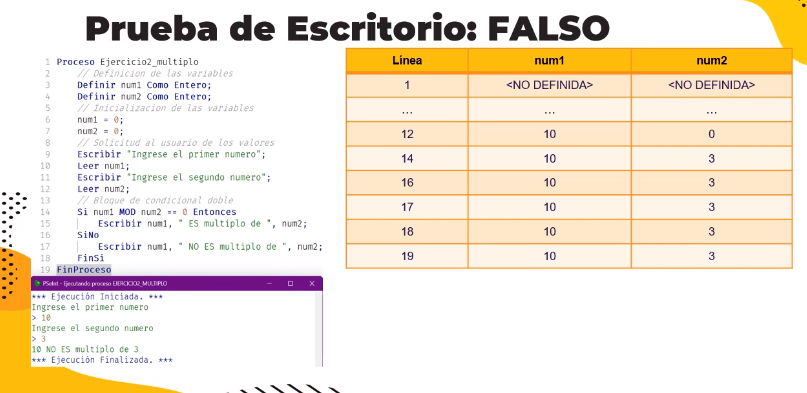 Prueba de Escritorio: FALSO
1 Proceso Ejercicio2_multiplo
2 // Definicion de las variables
3 Definir num1 Como Entero;
4 Definir num2 Como Entero;
5 // Inicializacion de las variables
6 num1 = 0;
7 num2 = 0;
8 // Solicitud al usuario de los valores
9 Escribir "Ingrese el primer numero";
10 Leer num1;
11 Escribir "Ingrese el segundo numero";
12 Leer num2;
13 // Bloque de condicional doble
14 Si num1 MOD num2 == 0 Entonces
15 Escribir num1, " ES multiplo de ", num2;
16 SiNo
17 Escribir num1, " NO ES multiplo de ", num2;
18 FinSi
19 FinProceso
PSeInt - Ejecutando proceso EJERCICIO2_MULTIPLO
*** Ejecución Iniciada. ***
Ingrese el primer numero
> 10
Ingrese el segundo numero
> 3
10 NO ES multiplo de 3
*** Ejecución Finalizada. ***
Línea num1 num2
1 <NO DEFINIDA> <NO DEFINIDA>
... ... ...
12 10 0
14 10 3
16 10 3
17 10 3
18 10 3
19 10 3